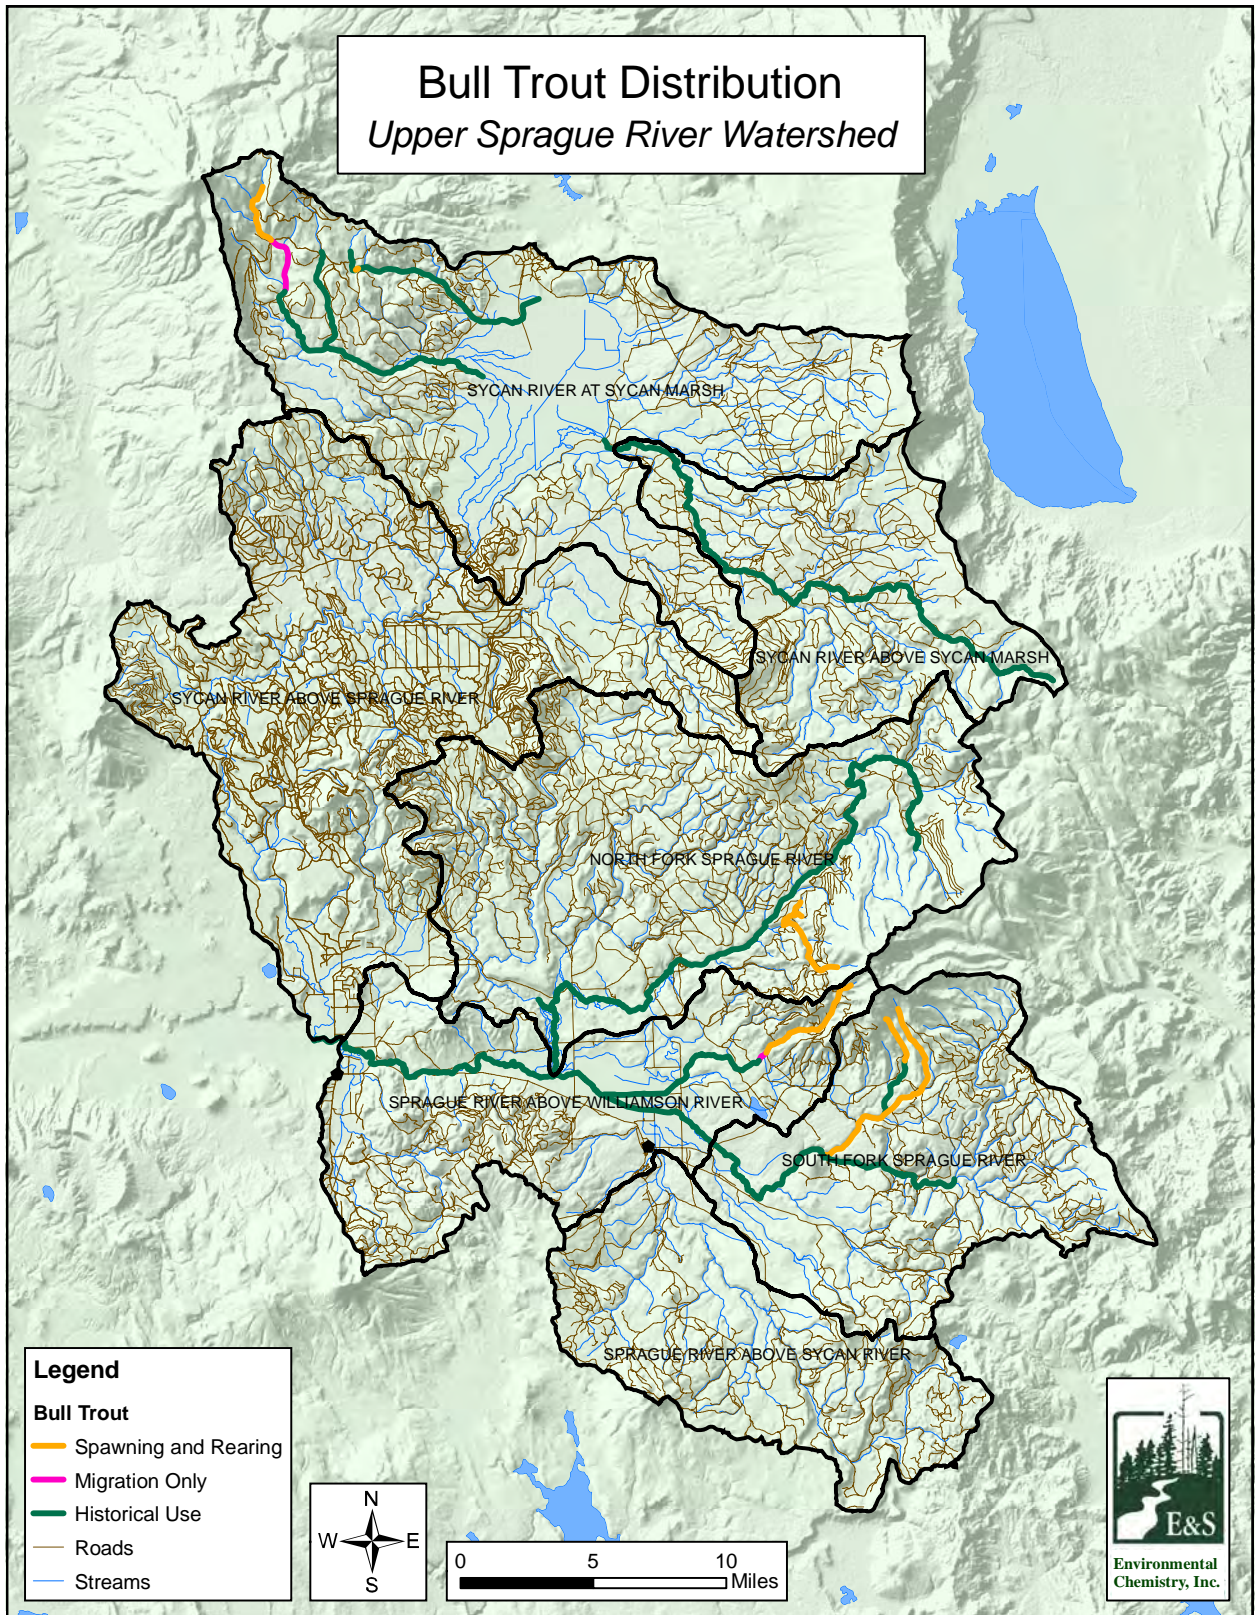 Bull Trout Distribution
Upper Sprague River Watershed
SYCAN RIVER AT SYCAN MARSH
SYCAN RIVER ABOVE SYCAN MARSH
SYCAN RIVER ABOVE SPRAGUE RIVER
NORTH FORK SPRAGUE RIVER
SPRAGUE RIVER ABOVE WILLIAMSON RIVER
SOUTH FORK SPRAGUE RIVER
SPRAGUE RIVER ABOVE SYCAN RIVER
Legend
Bull Trout
Spawning and Rearing
Migration Only
Historical Use
Roads
Streams
N
W E
S
0 5 10
Miles
E&S
Environmental
Chemistry, Inc.